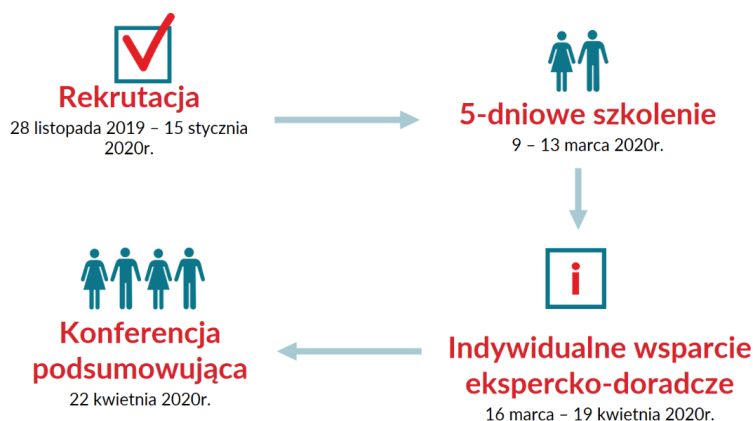 Rekrutacja
28 listopada 2019 – 15 stycznia
2020r.
5-dniowe szkolenie
9 – 13 marca 2020r.
i
Indywidualne wsparcie
ekspercko-doradcze
16 marca – 19 kwietnia 2020r.
Konferencja
podsumowująca
22 kwietnia 2020r.